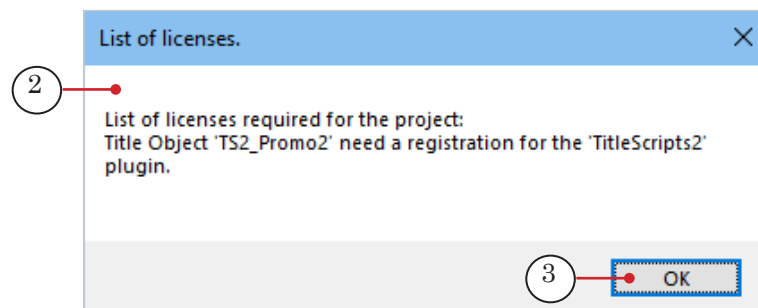 List of licenses.
2
List of licenses required for the project:
Title Object 'TS2_Promo2' need a registration for the 'TitleScripts2'
plugin.
3
OK